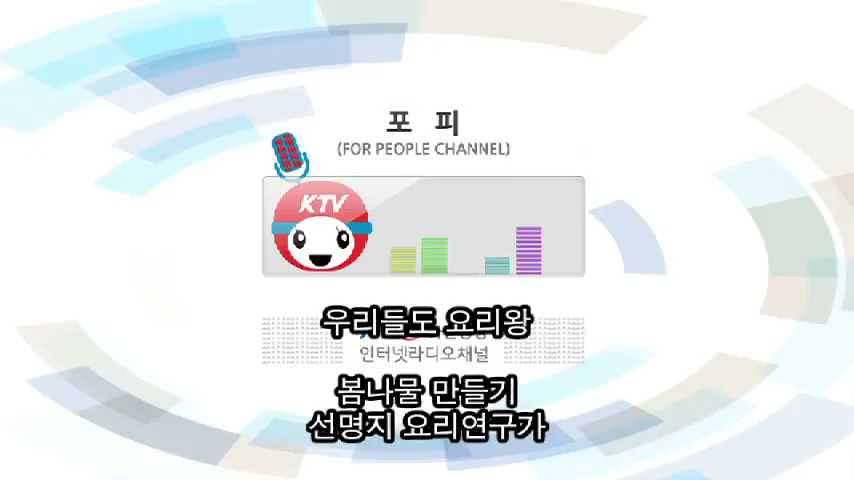 포 피
(FOR PEOPLE CHANNEL)
KTV
우리들도 요리왕
인터넷라디오채널
봄나물 만들기
선명지 요리연구가